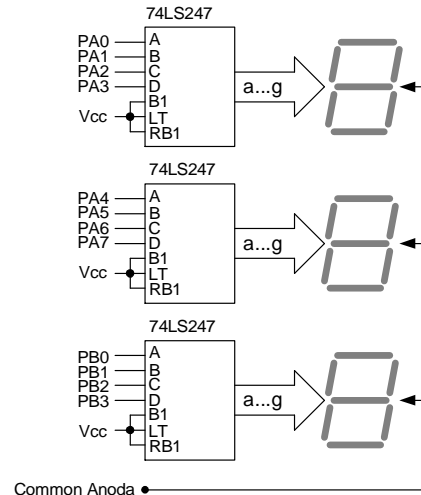 74LS247
PA0 A
PA1 B
PA2 C
PA3 D
B1
Vcc LT
RB1
a...g
74LS247
PA4 A
PA5 B
PA6 C
PA7 D
B1
Vcc LT
RB1
a...g
74LS247
PB0 A
PB1 B
PB2 C
PB3 D
B1
Vcc LT
RB1
a...g
Common Anoda